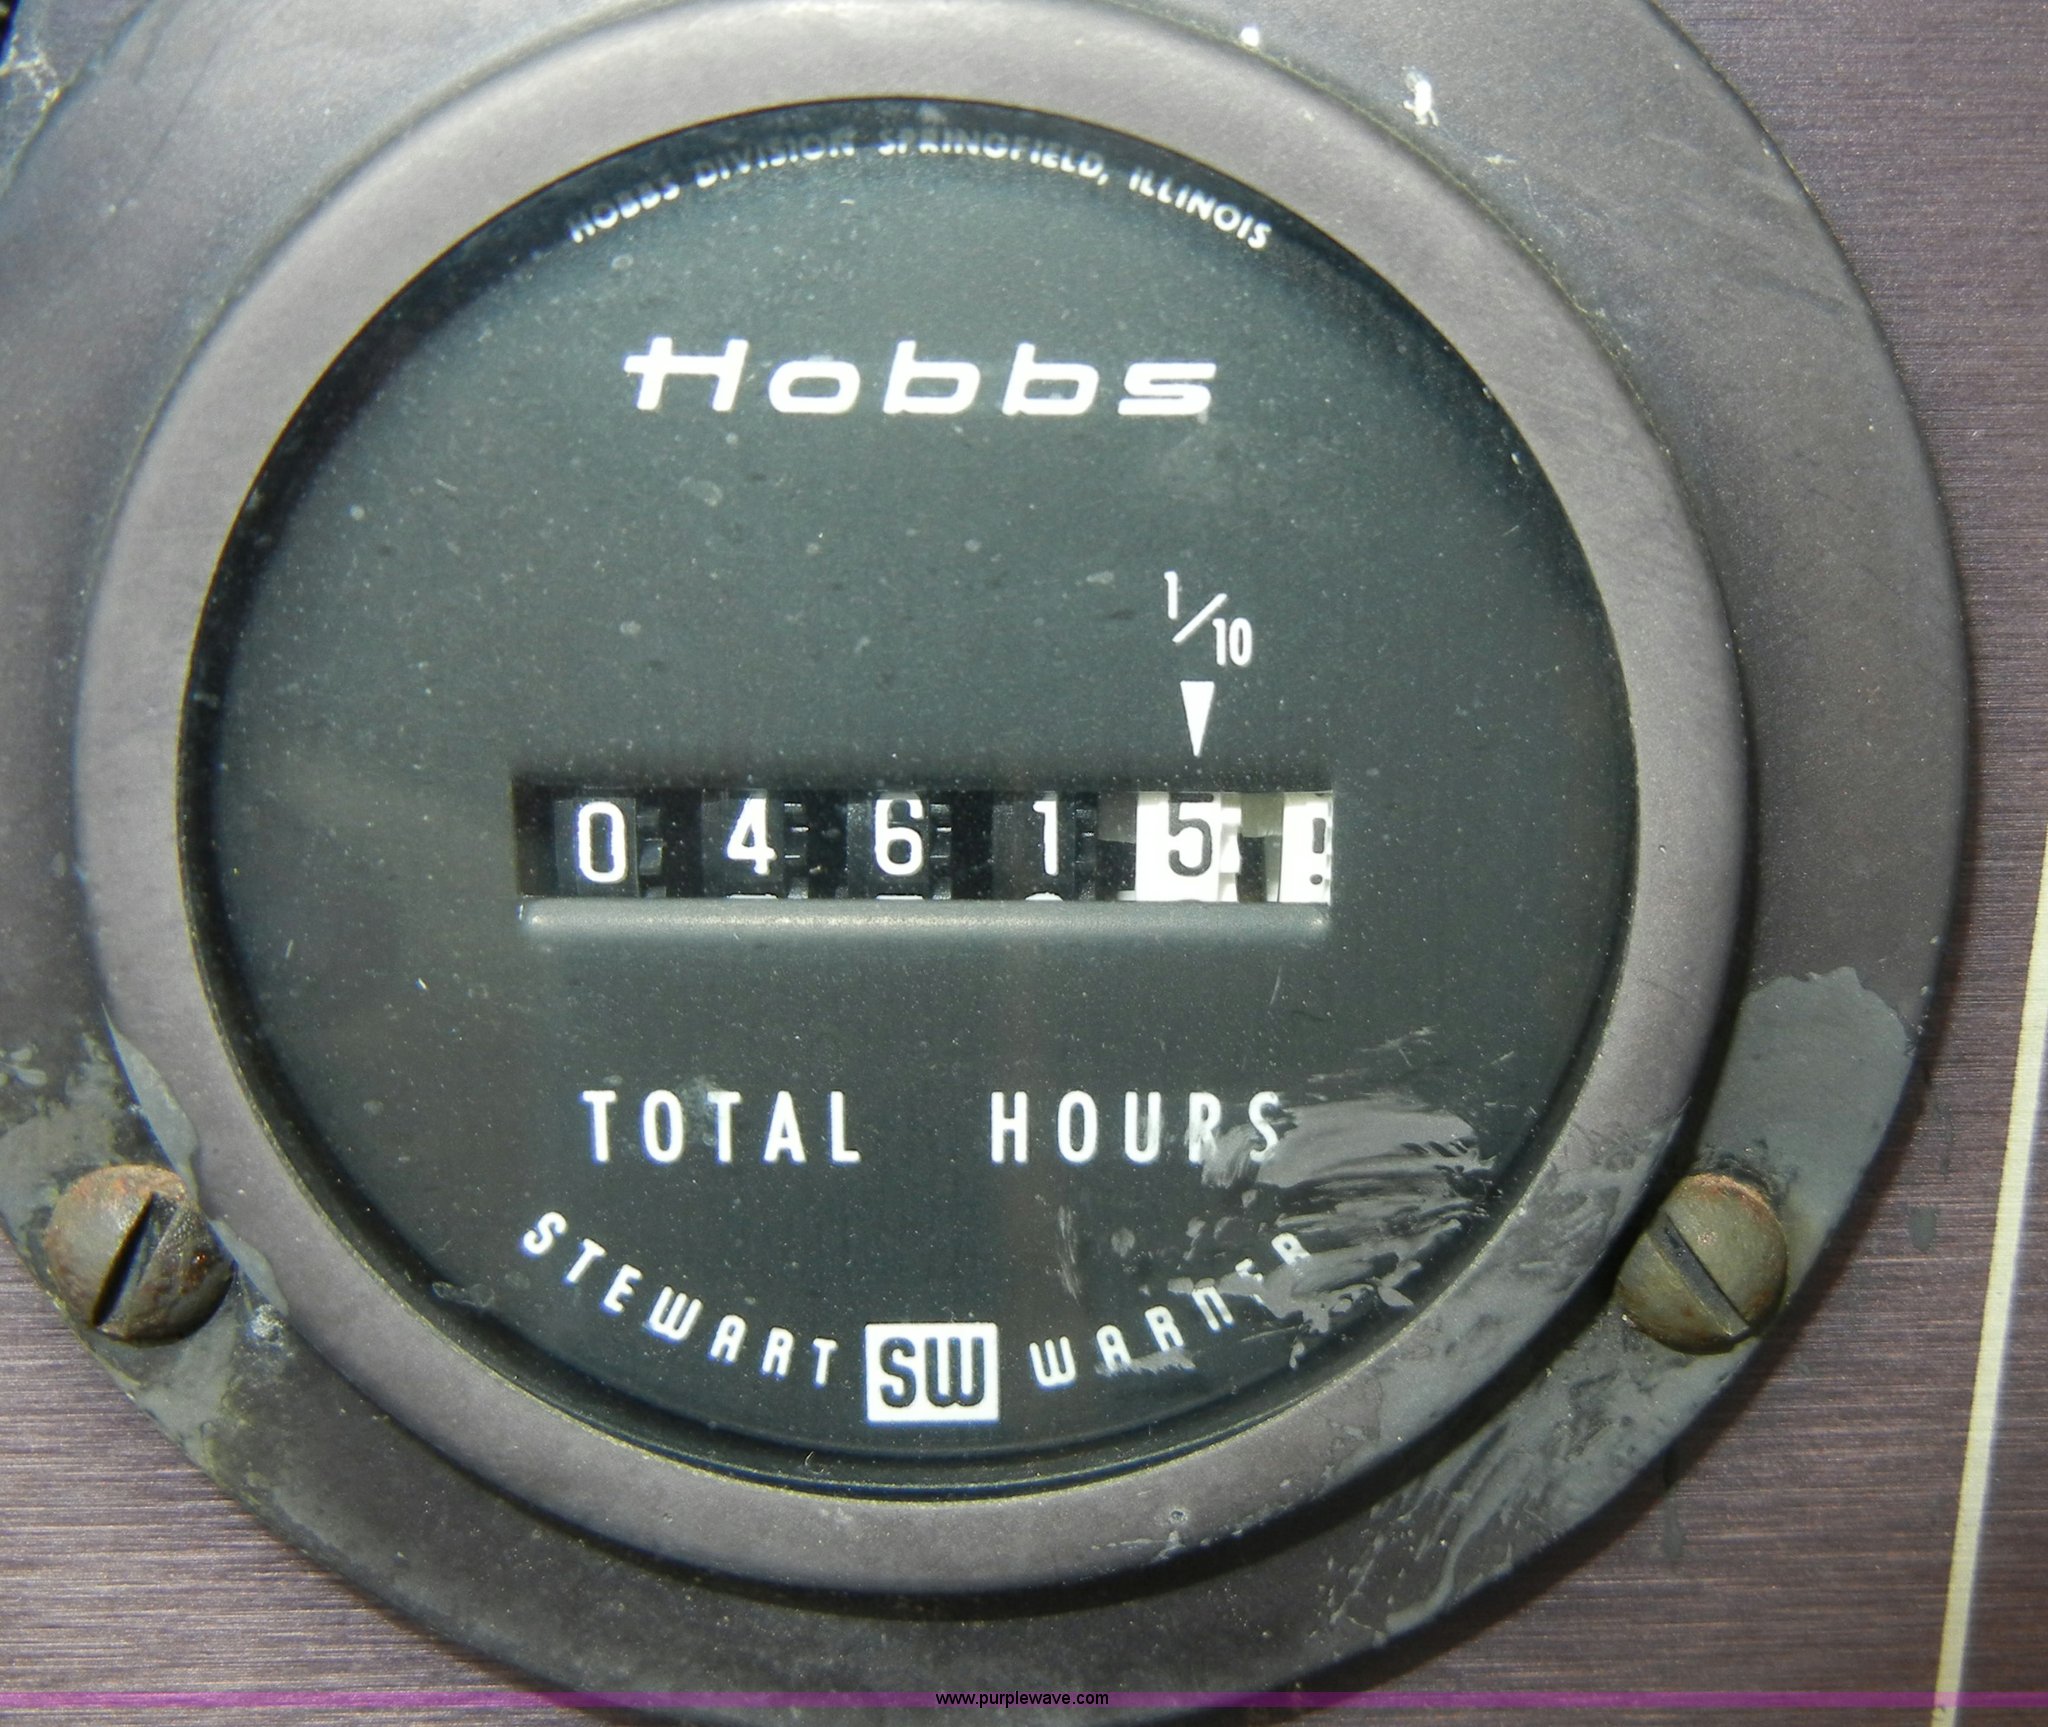 HOBBS DIVISION SPRINGFIELD, ILLINOIS
Hobbs
1/10
0 4 6 1 5
TOTAL HOURS
STEWART SW WARNER
www.purplewave.com